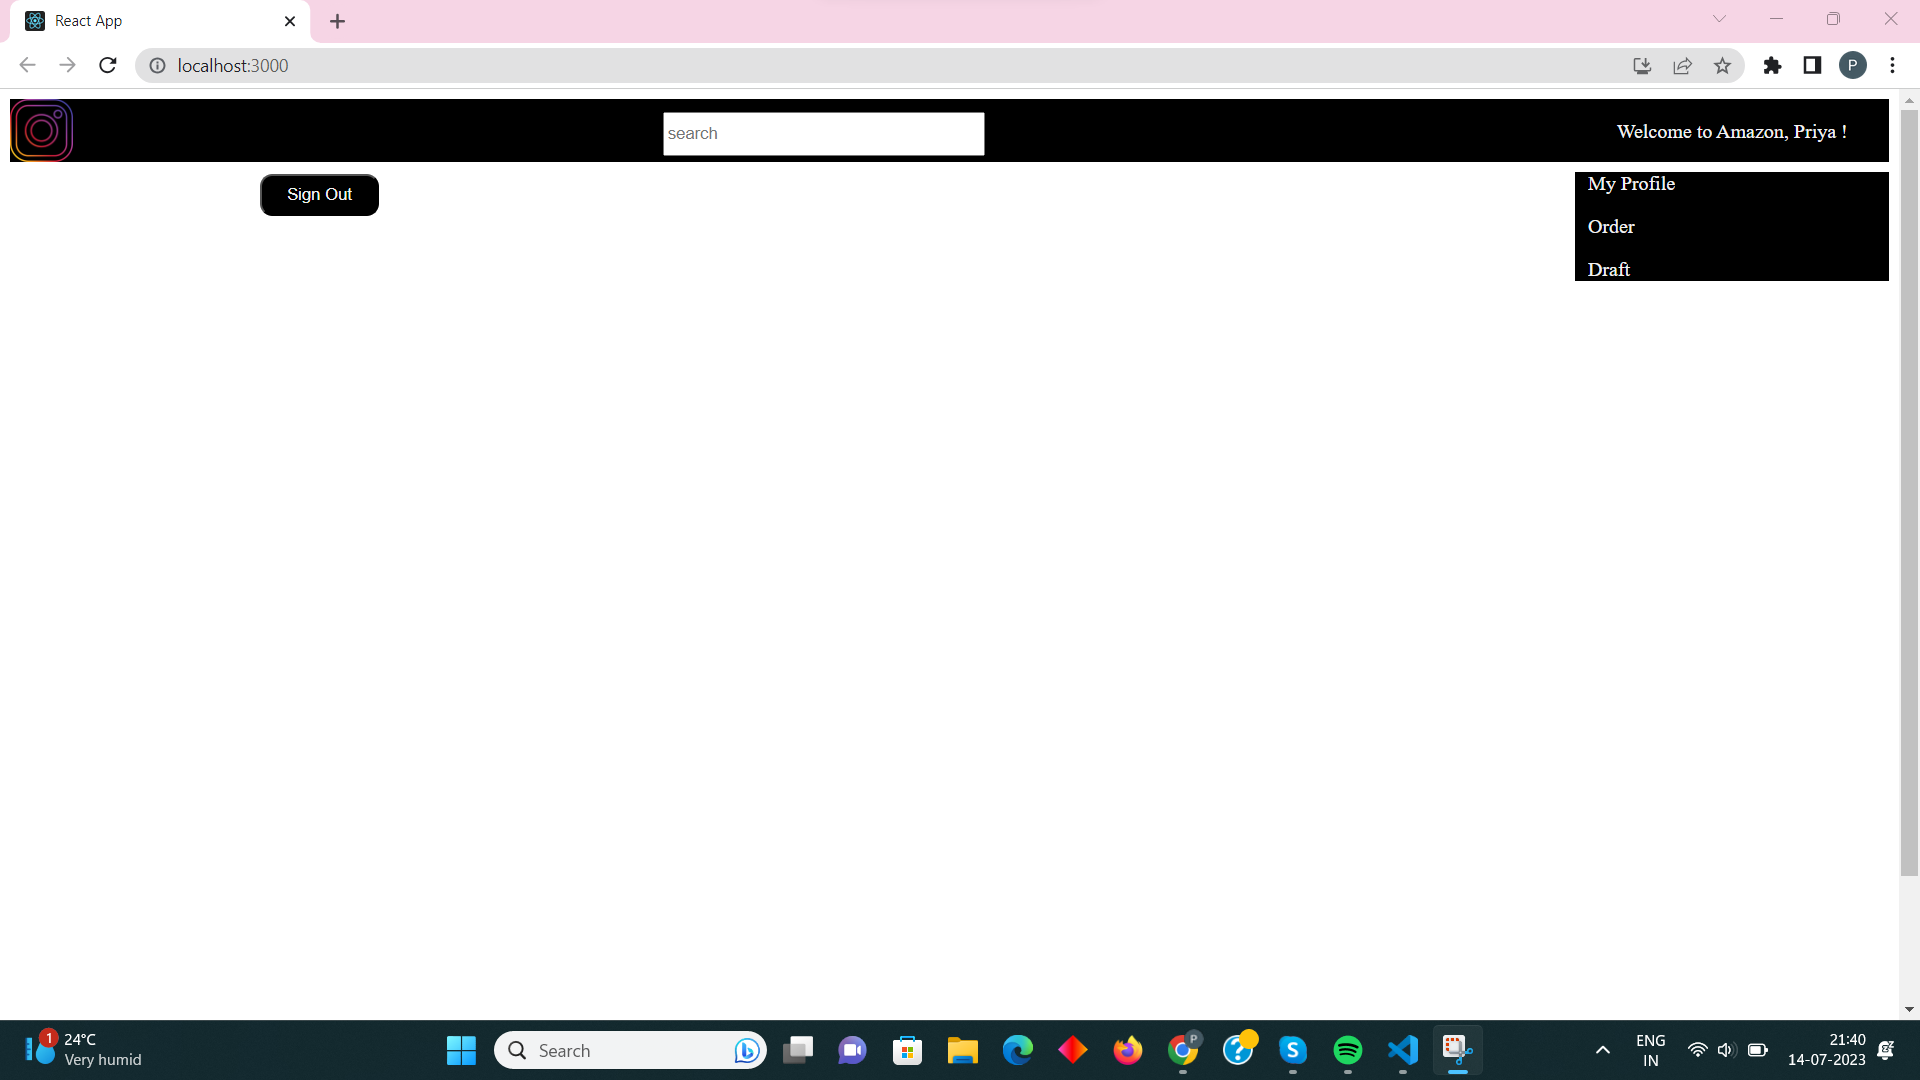 React App
localhost:3000
P
search
Welcome to Amazon, Priya !
Sign Out
My Profile
Order
Draft
1
24°C
Very humid
Search
P
ENG
IN
21:40
14-07-2023